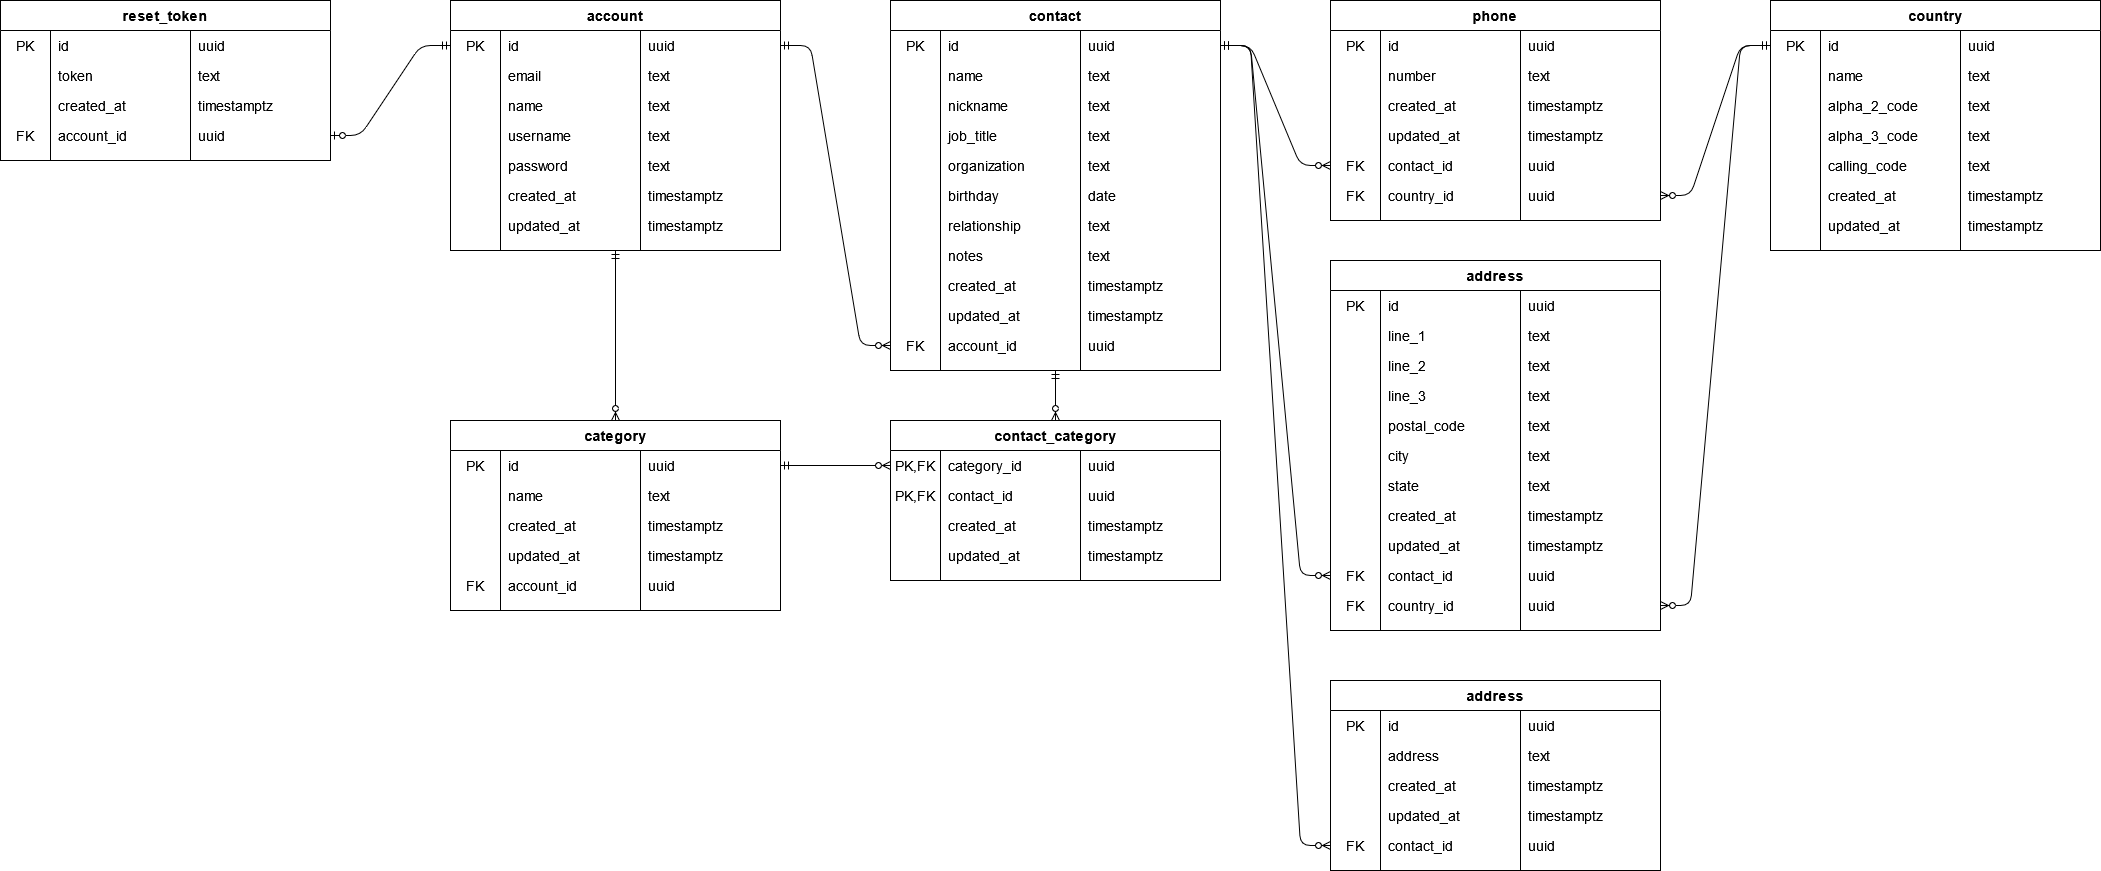 reset_token
PK id uuid
token text
created_at timestamptz
FK account_id uuid
account
PK id uuid
email text
name text
username text
password text
created_at timestamptz
updated_at timestamptz
contact
PK id uuid
name text
nickname text
job_title text
organization text
birthday date
relationship text
notes text
created_at timestamptz
updated_at timestamptz
FK account_id uuid
phone
PK id uuid
number text
created_at timestamptz
updated_at timestamptz
FK contact_id uuid
FK country_id uuid
country
PK id uuid
name text
alpha_2_code text
alpha_3_code text
calling_code text
created_at timestamptz
updated_at timestamptz
address
PK id uuid
line_1 text
line_2 text
line_3 text
postal_code text
city text
state text
created_at timestamptz
updated_at timestamptz
FK contact_id uuid
FK country_id uuid
category
PK id uuid
name text
created_at timestamptz
updated_at timestamptz
FK account_id uuid
contact_category
PK,FK category_id uuid
PK,FK contact_id uuid
created_at timestamptz
updated_at timestamptz
address
PK id uuid
address text
created_at timestamptz
updated_at timestamptz
FK contact_id uuid